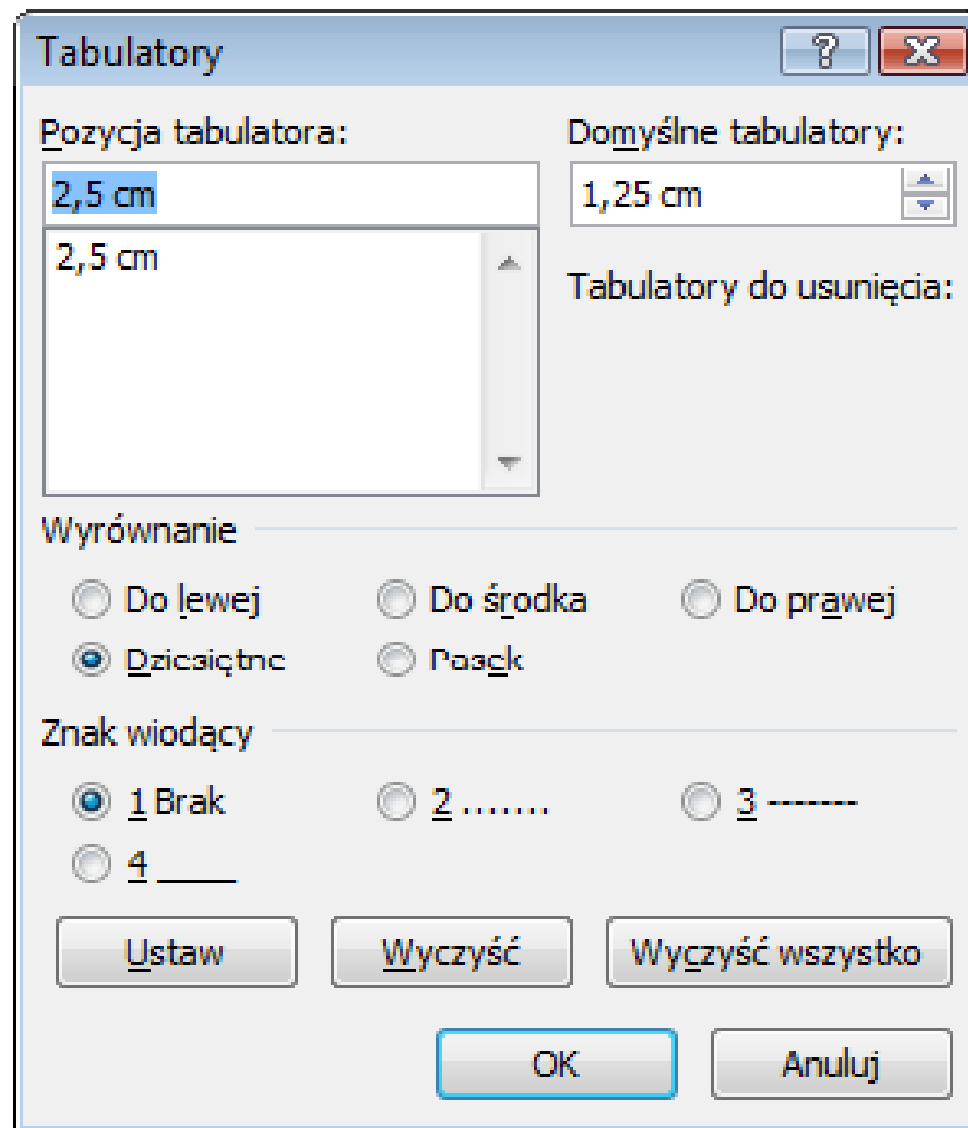 Tabulatory
Pozycja tabulatora:
Domyślne tabulatory:
2,5 cm
1,25 cm
2,5 cm
Tabulatory do usunięcia:
Wyrównanie
Do lewej
Do środka
Do prawej
Dziesiętne
Pasek
Znak wiodący
1 Brak
2 .......
3 -------
4 ____
Ustaw
Wyczyść
Wyczyść wszystko
OK
Anuluj